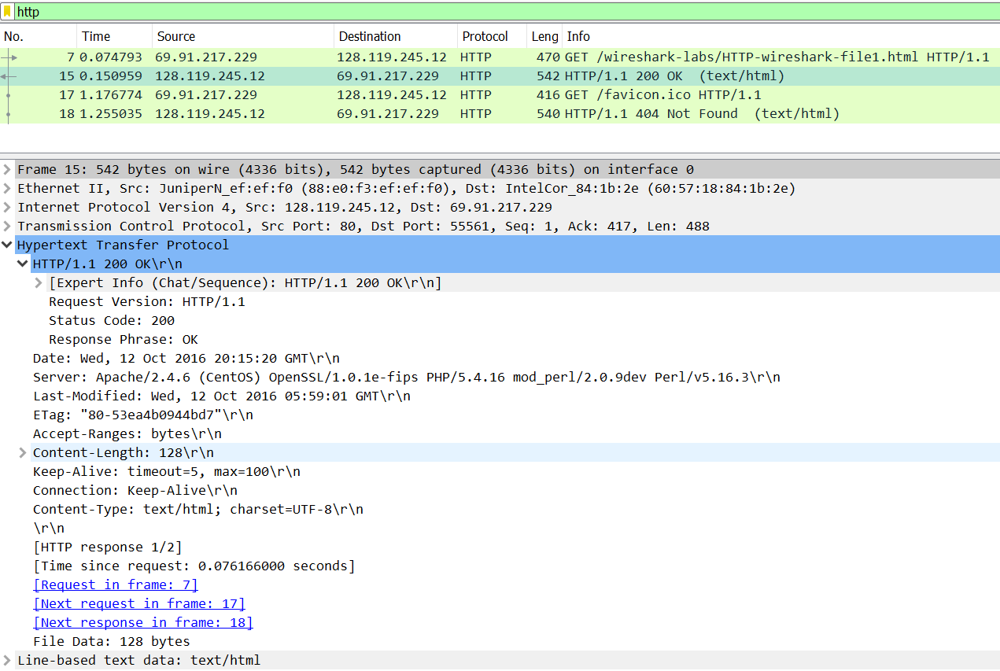 http
No. Time Source Destination Protocol Leng Info
7 0.074793 69.91.217.229 128.119.245.12 HTTP 470 GET /wireshark-labs/HTTP-wireshark-file1.html HTTP/1.1
15 0.150959 128.119.245.12 69.91.217.229 HTTP 542 HTTP/1.1 200 OK (text/html)
17 1.176774 69.91.217.229 128.119.245.12 HTTP 416 GET /favicon.ico HTTP/1.1
18 1.255035 128.119.245.12 69.91.217.229 HTTP 540 HTTP/1.1 404 Not Found (text/html)
Frame 15: 542 bytes on wire (4336 bits), 542 bytes captured (4336 bits) on interface 0
Ethernet II, Src: JuniperN_ef:ef:f0 (88:e0:f3:ef:ef:f0), Dst: IntelCor_84:1b:2e (60:57:18:84:1b:2e)
Internet Protocol Version 4, Src: 128.119.245.12, Dst: 69.91.217.229
Transmission Control Protocol, Src Port: 80, Dst Port: 55561, Seq: 1, Ack: 417, Len: 488
Hypertext Transfer Protocol
HTTP/1.1 200 OK\r\n
[Expert Info (Chat/Sequence): HTTP/1.1 200 OK\r\n]
Request Version: HTTP/1.1
Status Code: 200
Response Phrase: OK
Date: Wed, 12 Oct 2016 20:15:20 GMT\r\n
Server: Apache/2.4.6 (CentOS) OpenSSL/1.0.1e-fips PHP/5.4.16 mod_perl/2.0.9dev Perl/v5.16.3\r\n
Last-Modified: Wed, 12 Oct 2016 05:59:01 GMT\r\n
ETag: "80-53ea4b0944bd7"\r\n
Accept-Ranges: bytes\r\n
Content-Length: 128\r\n
Keep-Alive: timeout=5, max=100\r\n
Connection: Keep-Alive\r\n
Content-Type: text/html; charset=UTF-8\r\n
\r\n
[HTTP response 1/2]
[Time since request: 0.076166000 seconds]
[Request in frame: 7]
[Next request in frame: 17]
[Next response in frame: 18]
File Data: 128 bytes
Line-based text data: text/html